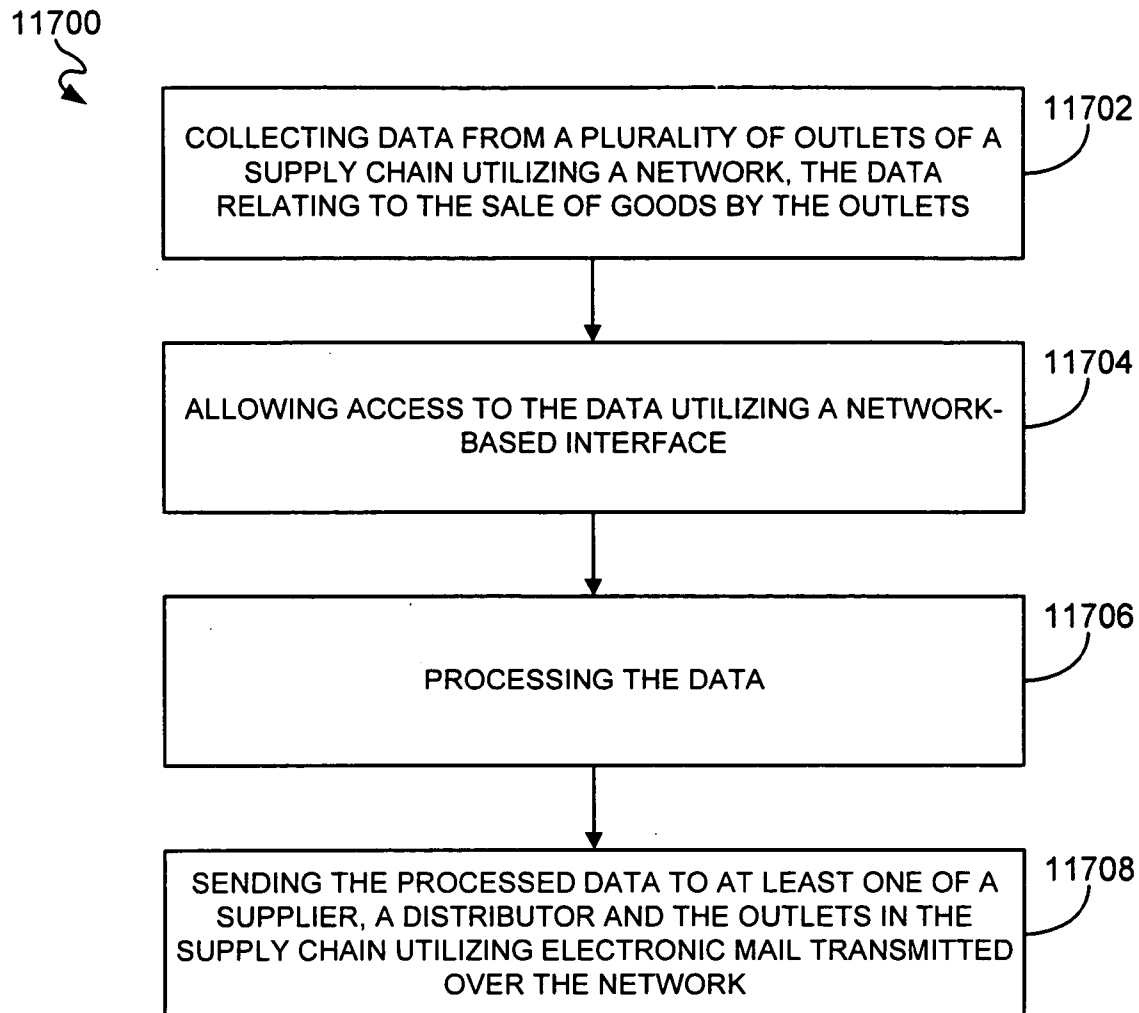 11700
11702
COLLECTING DATA FROM A PLURALITY OF OUTLETS OF A
SUPPLY CHAIN UTILIZING A NETWORK, THE DATA
RELATING TO THE SALE OF GOODS BY THE OUTLETS
11704
ALLOWING ACCESS TO THE DATA UTILIZING A NETWORK-
BASED INTERFACE
11706
PROCESSING THE DATA
11708
SENDING THE PROCESSED DATA TO AT LEAST ONE OF A
SUPPLIER, A DISTRIBUTOR AND THE OUTLETS IN THE
SUPPLY CHAIN UTILIZING ELECTRONIC MAIL TRANSMITTED
OVER THE NETWORK